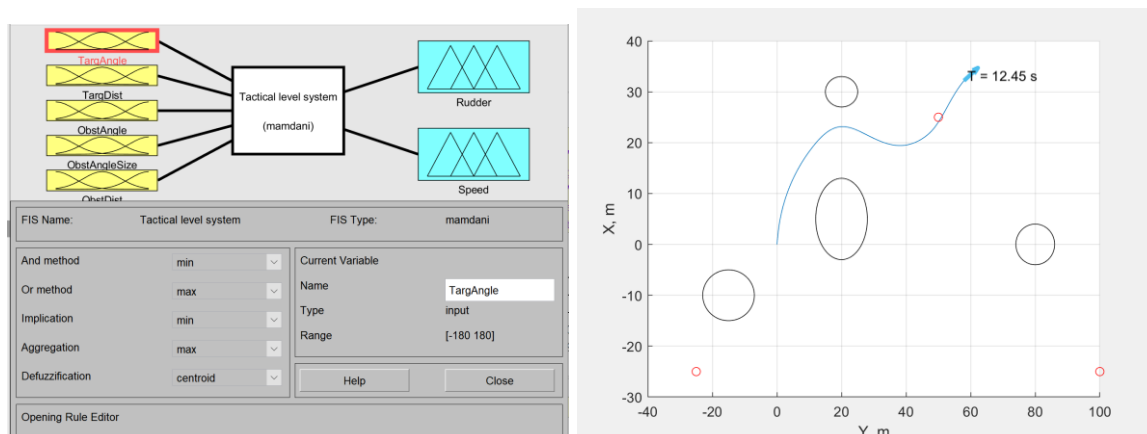 TargAngle
TargDist
ObstAngle
ObstAngleSize
ObstDist
Tactical level system
(mamdani)
Rudder
Speed
FIS Name: Tactical level system FIS Type: mamdani
And method min
Or method max
Implication min
Aggregation max
Defuzzification centroid
Current Variable
Name TargAngle
Type input
Range [-180 180]
Help Close
Opening Rule Editor
40
30
20
10
0
-10
-20
-30
X, m
T = 12.45 s
-40 -20 0 20 40 60 80 100
Y, m